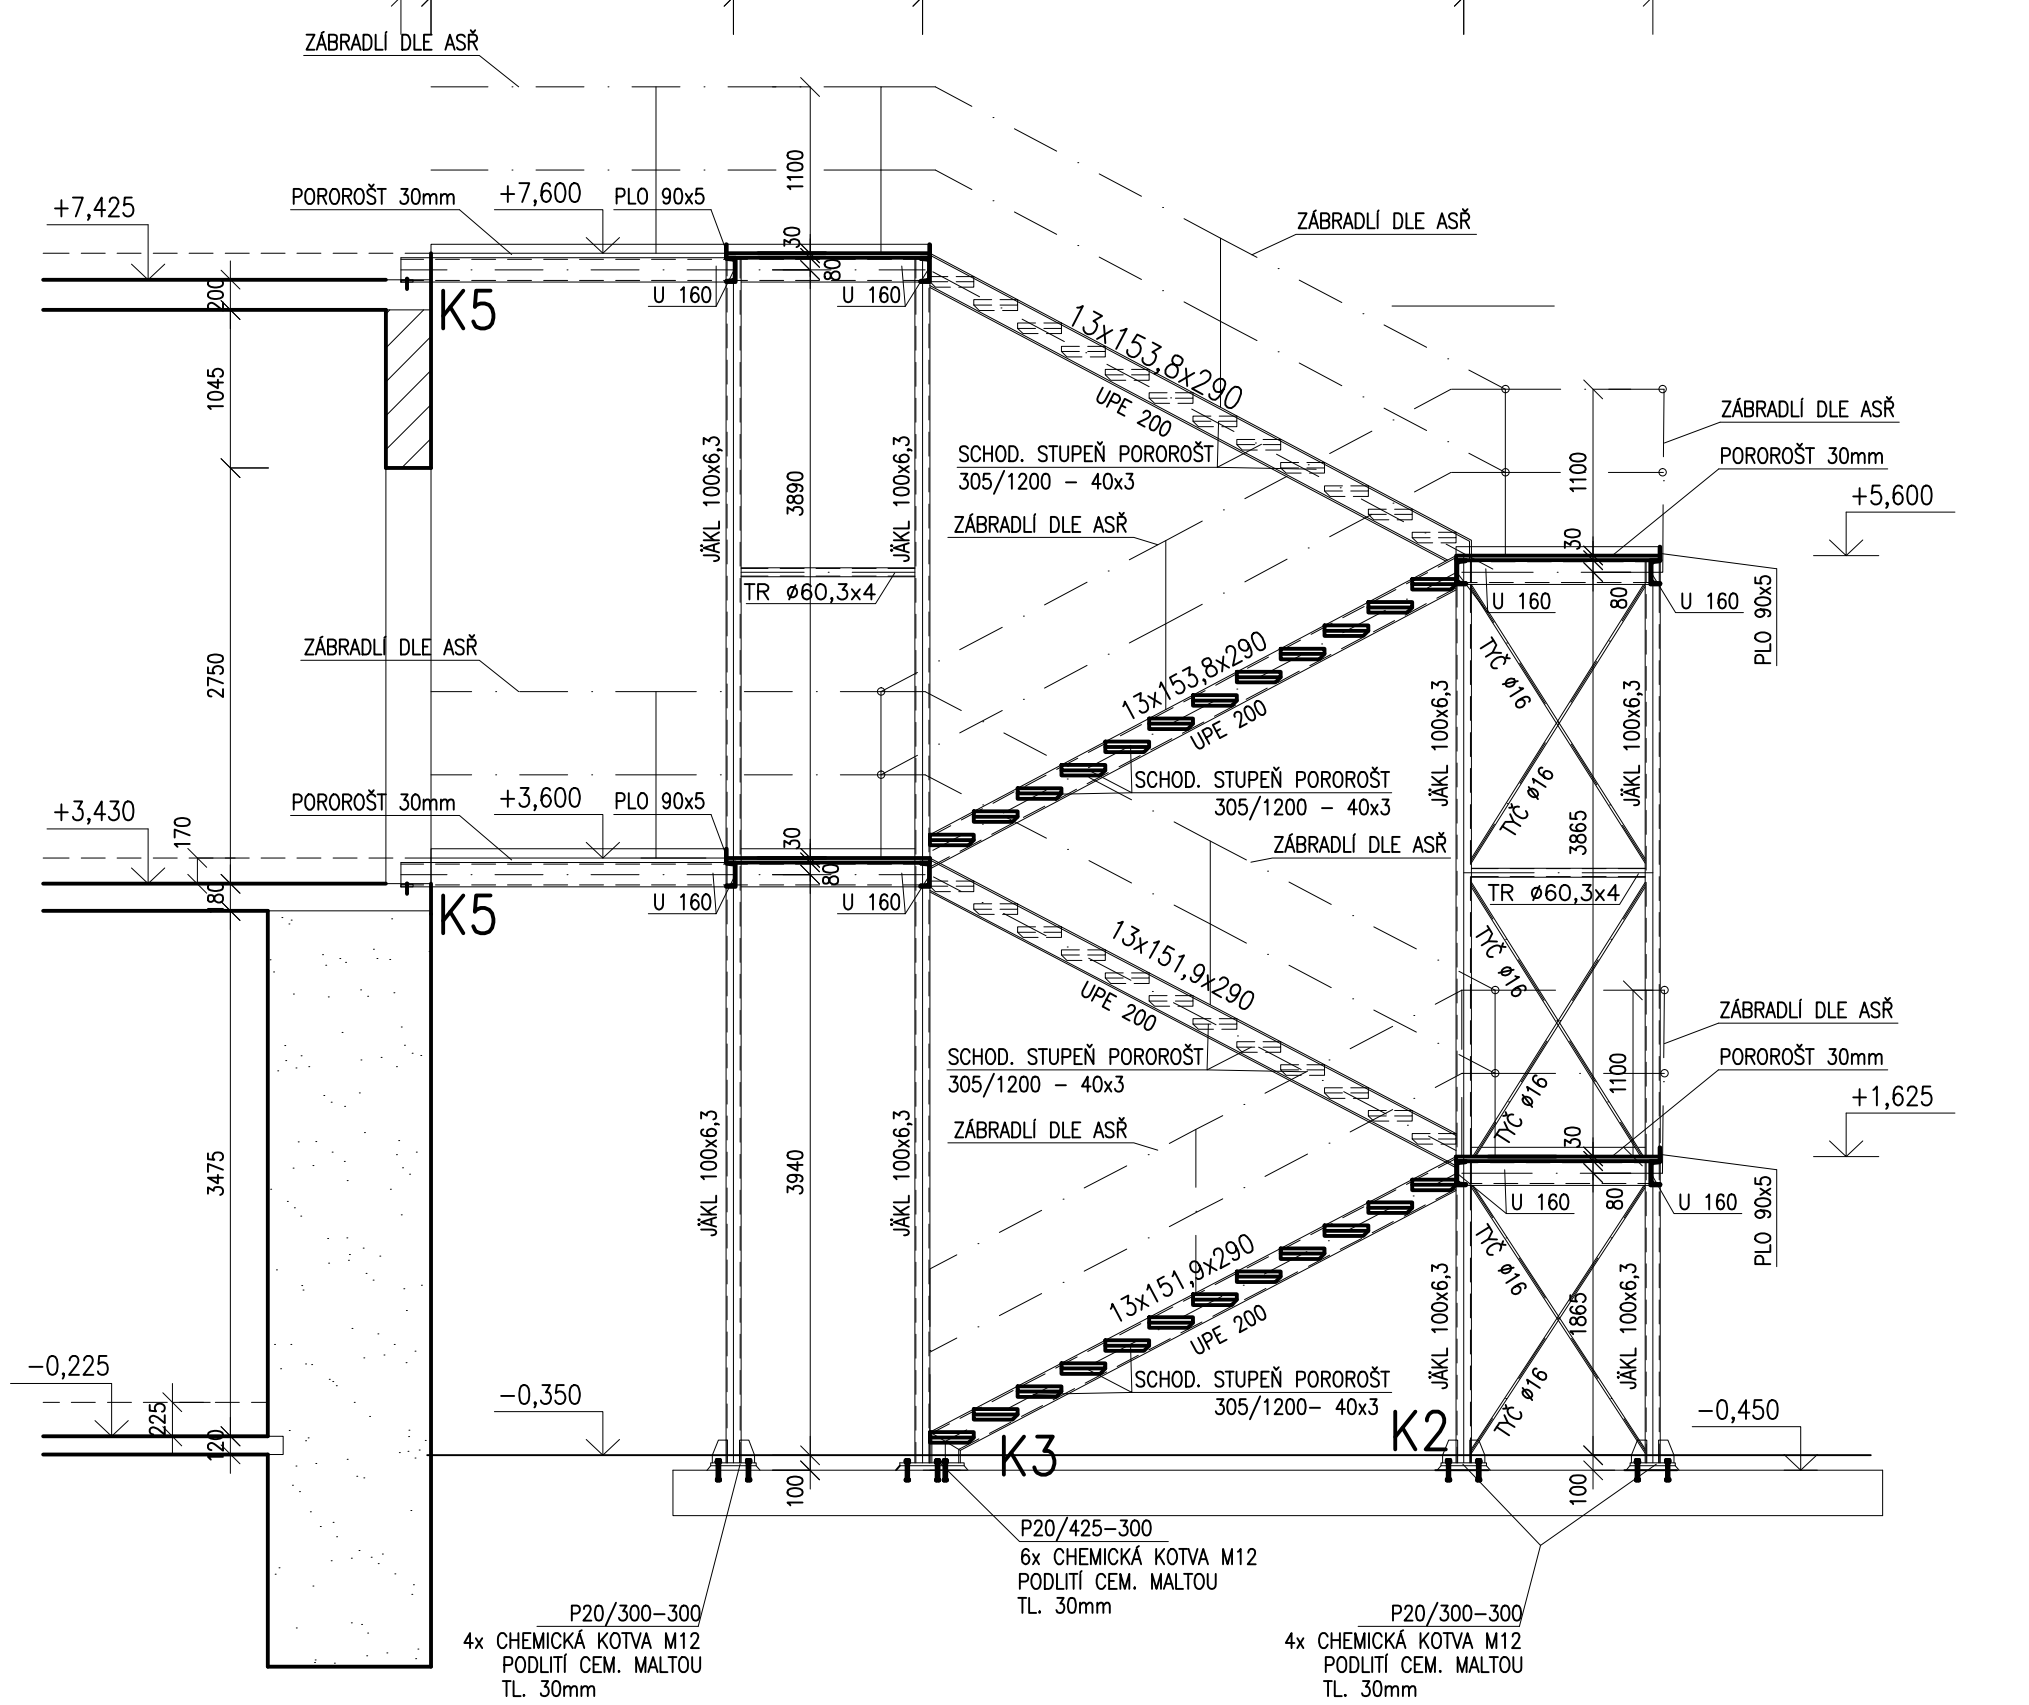 ZÁBRADLÍ DLE ASŘ
1100
POROROŠT 30mm
+7,600
PLO 90x5
+7,425
ZÁBRADLÍ DLE ASŘ
30
80
U 160
U 160
K5
200
1045
13x153,8x290
UPE 200
JÄKL 100x6,3
JÄKL 100x6,3
3890
SCHOD. STUPEŇ POROROŠT
305/1200 - 40x3
ZÁBRADLÍ DLE ASŘ
ZÁBRADLÍ DLE ASŘ
POROROŠT 30mm
1100
+5,600
30
80
U 160
U 160
PLO 90x5
TR ø60,3x4
ZÁBRADLÍ DLE ASŘ
2750
13x153,8x290
UPE 200
TYČ ø16
TYČ ø16
JÄKL 100x6,3
JÄKL 100x6,3
3865
SCHOD. STUPEŇ POROROŠT
305/1200 - 40x3
POROROŠT 30mm
+3,600
PLO 90x5
+3,430
170
80
30
80
U 160
U 160
K5
ZÁBRADLÍ DLE ASŘ
TR ø60,3x4
13x151,9x290
UPE 200
TYČ ø16
TYČ ø16
ZÁBRADLÍ DLE ASŘ
POROROŠT 30mm
1100
+1,625
SCHOD. STUPEŇ POROROŠT
305/1200 - 40x3
ZÁBRADLÍ DLE ASŘ
3475
JÄKL 100x6,3
JÄKL 100x6,3
3940
30
80
U 160
U 160
PLO 90x5
13x151,9x290
UPE 200
TYČ ø16
TYČ ø16
JÄKL 100x6,3
JÄKL 100x6,3
1865
SCHOD. STUPEŇ POROROŠT
305/1200- 40x3
-0,225
225
120
-0,350
K3
K2
-0,450
100
100
P20/425-300
6x CHEMICKÁ KOTVA M12
PODLITÍ CEM. MALTOU
TL. 30mm
P20/300-300
4x CHEMICKÁ KOTVA M12
PODLITÍ CEM. MALTOU
TL. 30mm
P20/300-300
4x CHEMICKÁ KOTVA M12
PODLITÍ CEM. MALTOU
TL. 30mm